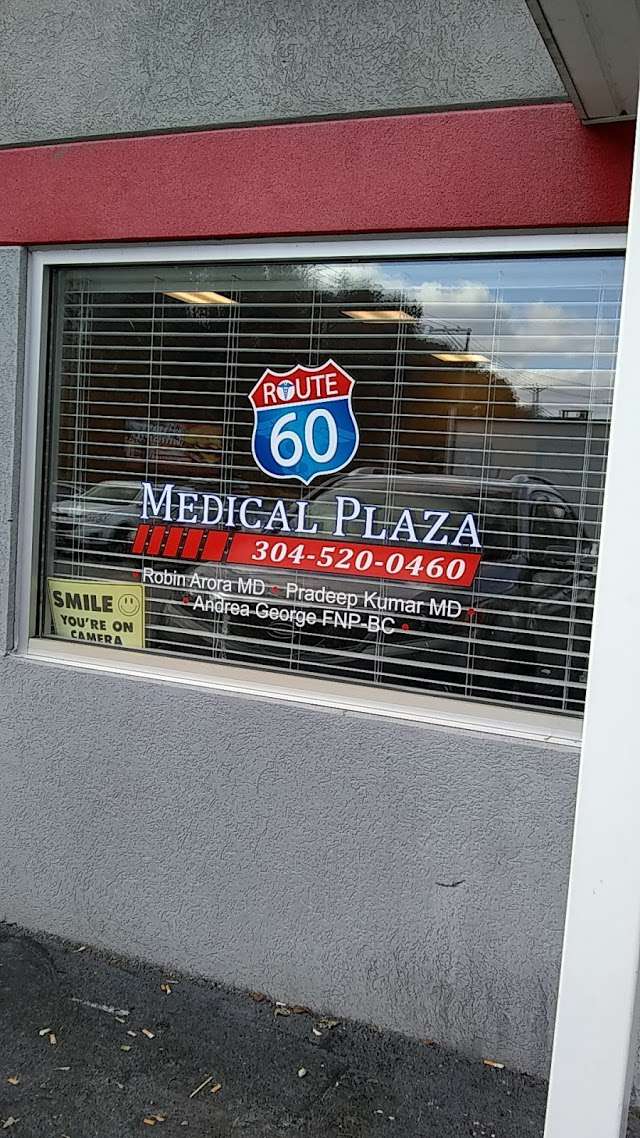 ROUTE
60
MEDICAL PLAZA
304-520-0460
• Robin Arora MD • Pradeep Kumar MD •
• Andrea George FNP-BC •
SMILE
YOU'RE ON
CAMERA